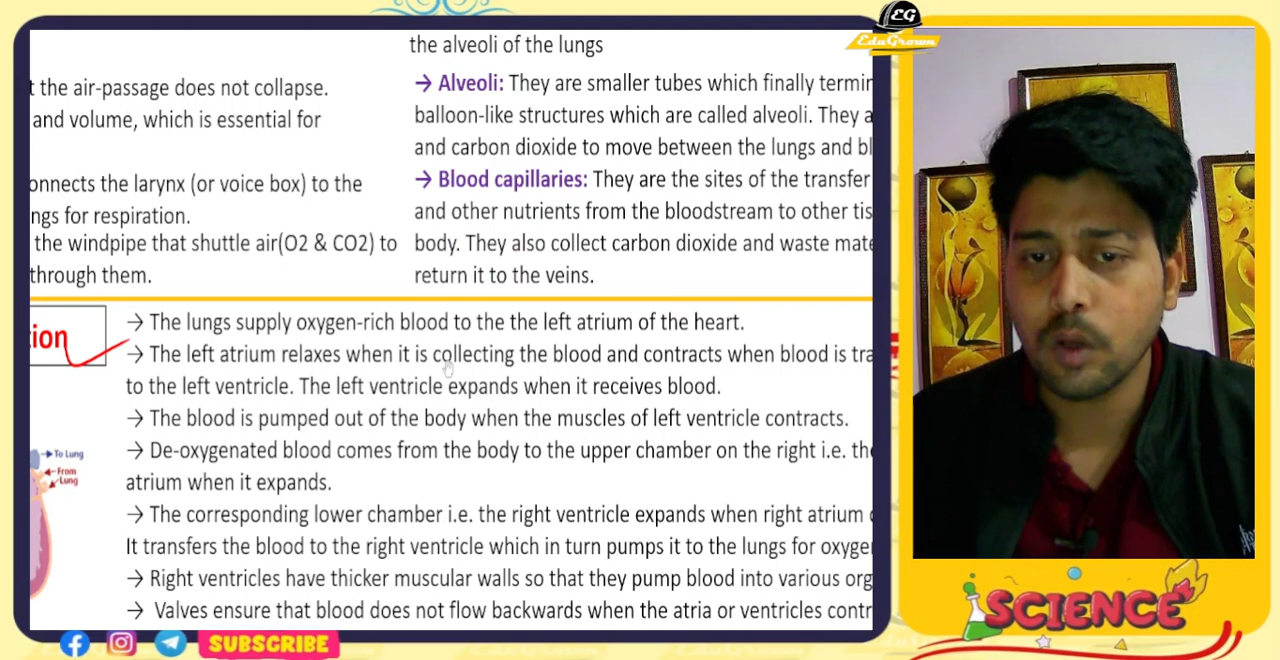 EG
EduGrown
the alveoli of the lungs
t the air-passage does not collapse.
and volume, which is essential for
onnects the larynx (or voice box) to the
ngs for respiration.
the windpipe that shuttle air(O2 & CO2) to
through them.
→ Alveoli: They are smaller tubes which finally termin
balloon-like structures which are called alveoli. They a
and carbon dioxide to move between the lungs and bl
→ Blood capillaries: They are the sites of the transfer
and other nutrients from the bloodstream to other tis
body. They also collect carbon dioxide and waste mate
return it to the veins.
ion
→ The lungs supply oxygen-rich blood to the the left atrium of the heart.
→ The left atrium relaxes when it is collecting the blood and contracts when blood is tra
to the left ventricle. The left ventricle expands when it receives blood.
→ The blood is pumped out of the body when the muscles of left ventricle contracts.
→ De-oxygenated blood comes from the body to the upper chamber on the right i.e. the
atrium when it expands.
→ The corresponding lower chamber i.e. the right ventricle expands when right atrium c
It transfers the blood to the right ventricle which in turn pumps it to the lungs for oxyge
→ Right ventricles have thicker muscular walls so that they pump blood into various org
→ Valves ensure that blood does not flow backwards when the atria or ventricles contr
To Lung
From
Lung
SCIENCE
SUBSCRIBE